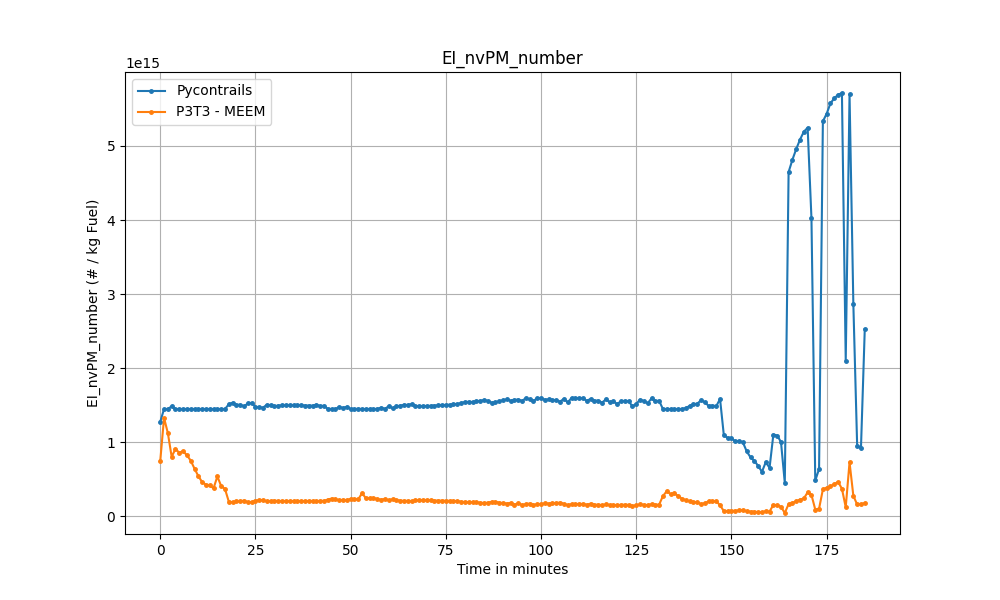 EI_nvPM_number
1e15
Pycontrails
P3T3 - MEEM
EI_nvPM_number (# / kg Fuel)
5
4
3
2
1
0
0 25 50 75 100 125 150 175
Time in minutes